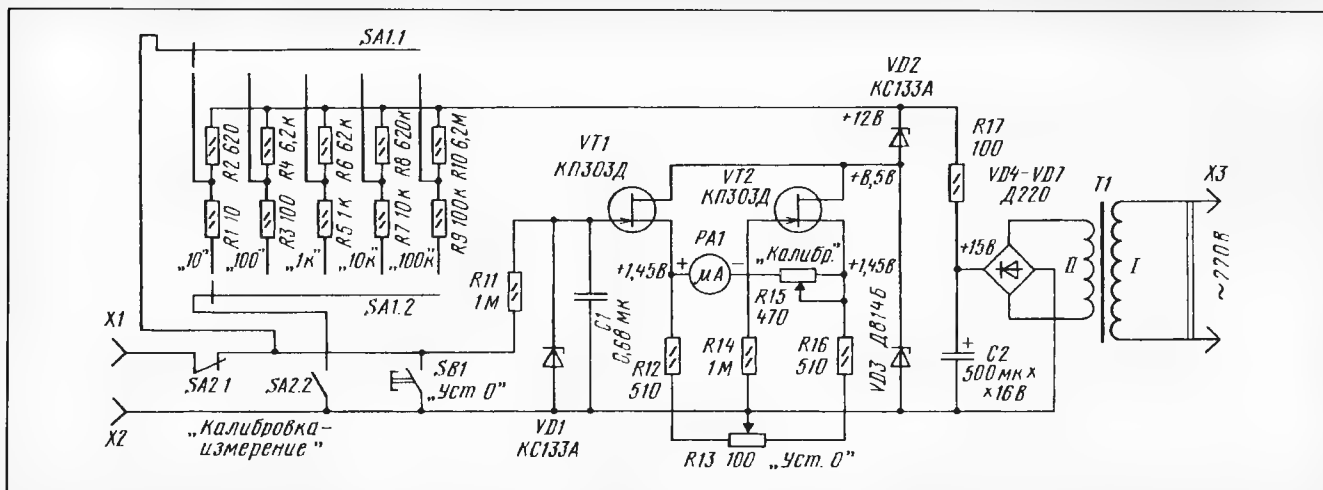 SA1.1
R2 620
R4 6,2к
R6 62к
R8 620к
R10 6,2М
R1 10
R3 100
R5 1к
R7 10к
R9 100к
„10"
„100"
„1к"
„10к"
„100к"
SA1.2
X1
X2
SA2.1
SA2.2
SB1
„Уст 0"
„Калибровка-
измерение"
R11
1М
VD1
КС133А
C1
0,68 мк
VT1
КП303Д
VT2
КП303Д
PA1
μA
+
−
+1,45В
„Калибр."
+1,45В
R15
470
R12
510
R14
1М
R16
510
R13 100 „Уст. 0"
VD2
КС133А
+12В
+8,5В
VD3 Д814Б
R17
100
VD4-VD7
Д220
+15В
+
C2
500 мк ×
×16В
T1
II
I
X3
~220В